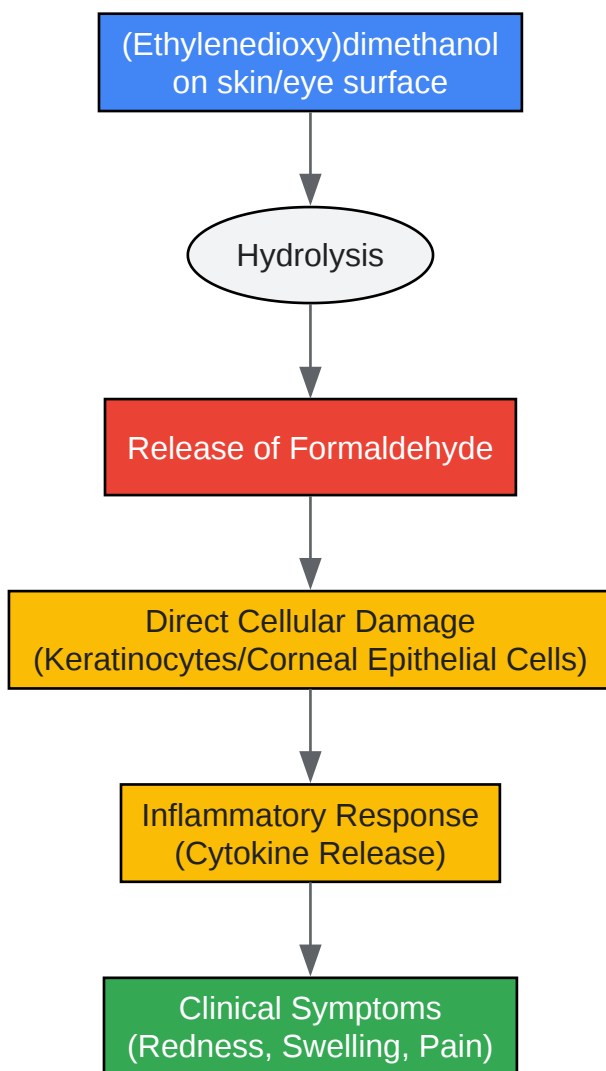 (Ethylenedioxy)dimethanol
on skin/eye surface
Hydrolysis
Release of Formaldehyde
Direct Cellular Damage
(Keratinocytes/Corneal Epithelial Cells)
Inflammatory Response
(Cytokine Release)
Clinical Symptoms
(Redness, Swelling, Pain)